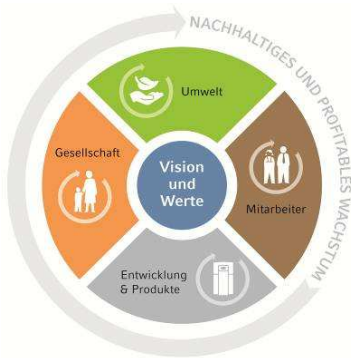 NACHHALTIGES UND PROFITABLES WACHSTUM
Umwelt
Gesellschaft
Vision
und
Werte
Mitarbeiter
Entwicklung
& Produkte